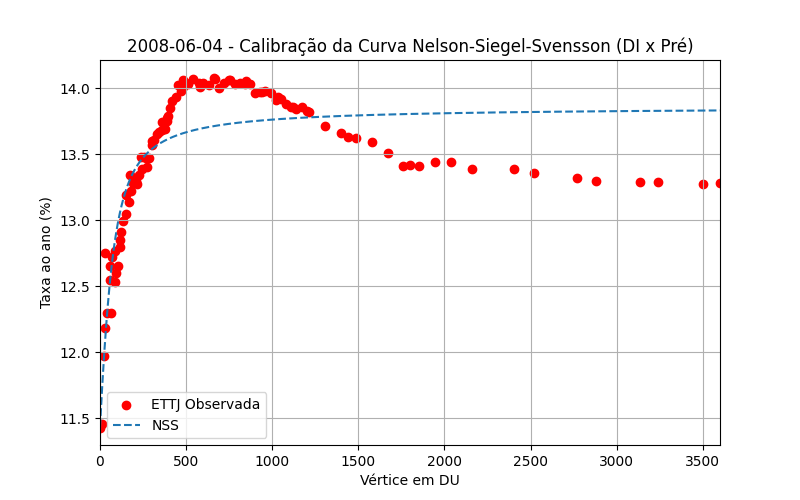 2008-06-04 - Calibração da Curva Nelson-Siegel-Svensson (DI x Pré)
Taxa ao ano (%)
14.0
13.5
13.0
12.5
12.0
11.5
ETTJ Observada
NSS
0 500 1000 1500 2000 2500 3000 3500
Vértice em DU